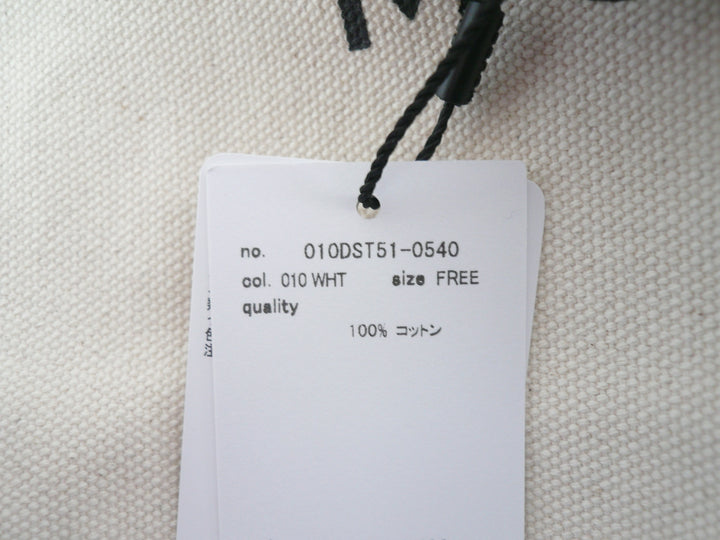 no. 010DST51-0540
col. 010 WHT size FREE
quality
100% コットン